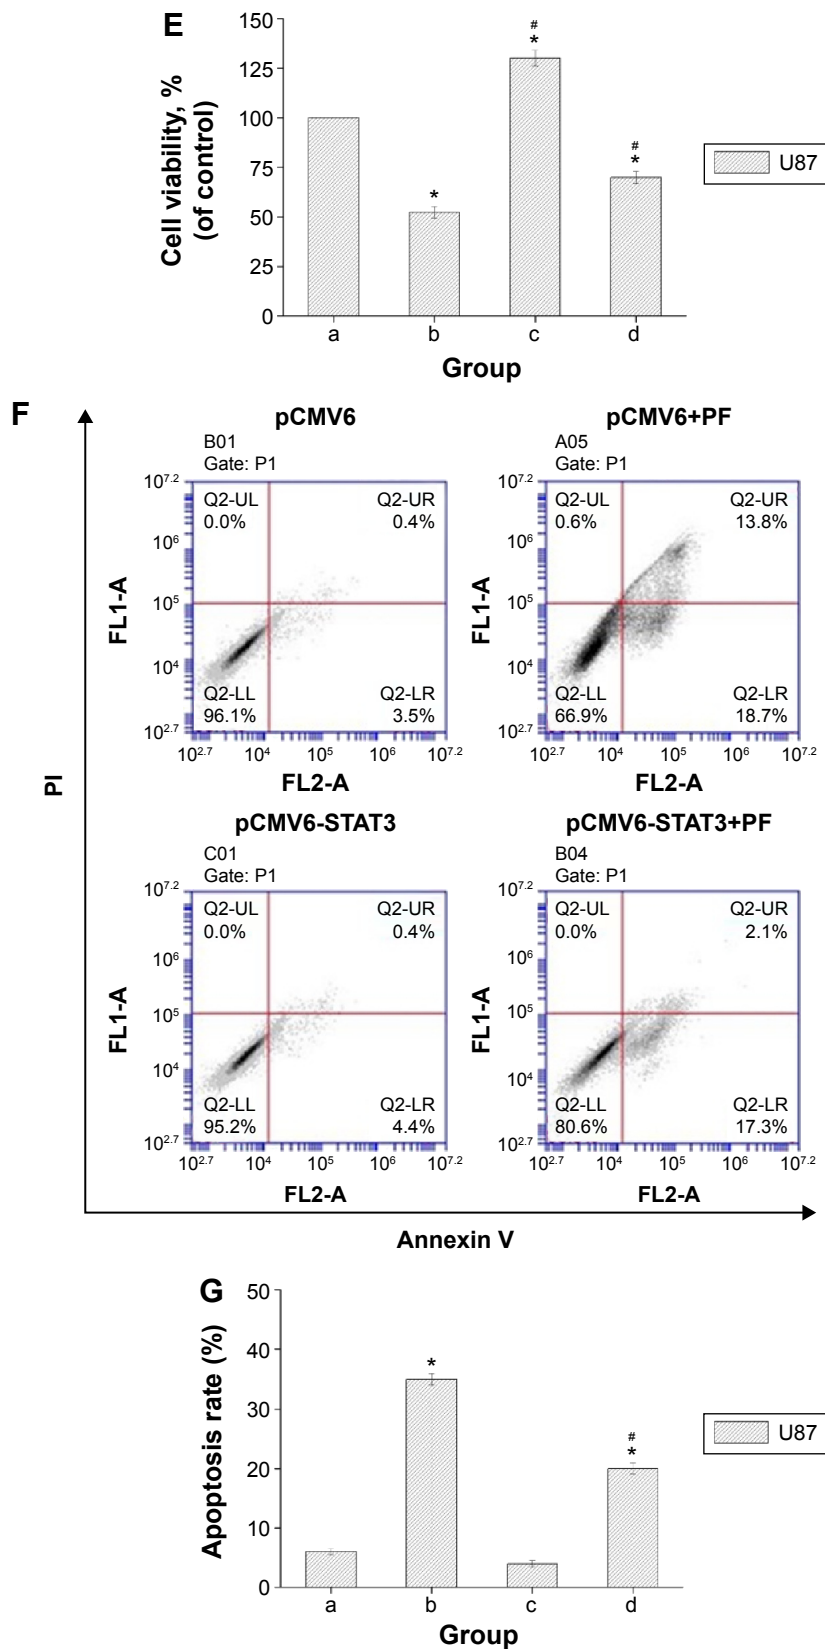 E
Cell viability, %
(of control)
150
125
100
75
50
25
0
*
#
*
#
*
a b c d
Group
U87
F
pCMV6
B01
Gate: P1
10^7.2
10^6
10^5
10^4
10^2.7
FL1-A
Q2-UL
0.0%
Q2-UR
0.4%
Q2-LL
96.1%
Q2-LR
3.5%
10^2.7 10^4 10^5 10^6 10^7.2
FL2-A
pCMV6+PF
A05
Gate: P1
10^7.2
10^6
10^5
10^4
10^2.7
FL1-A
Q2-UL
0.6%
Q2-UR
13.8%
Q2-LL
66.9%
Q2-LR
18.7%
10^2.7 10^4 10^5 10^6 10^7.2
FL2-A
PI
pCMV6-STAT3
C01
Gate: P1
10^7.2
10^6
10^5
10^4
10^2.7
FL1-A
Q2-UL
0.0%
Q2-UR
0.4%
Q2-LL
95.2%
Q2-LR
4.4%
10^2.7 10^4 10^5 10^6 10^7.2
FL2-A
pCMV6-STAT3+PF
B04
Gate: P1
10^7.2
10^6
10^5
10^4
10^2.7
FL1-A
Q2-UL
0.0%
Q2-UR
2.1%
Q2-LL
80.6%
Q2-LR
17.3%
10^2.7 10^4 10^5 10^6 10^7.2
FL2-A
Annexin V
G
Apoptosis rate (%)
50
40
30
20
10
0
*
#
*
a b c d
Group
U87